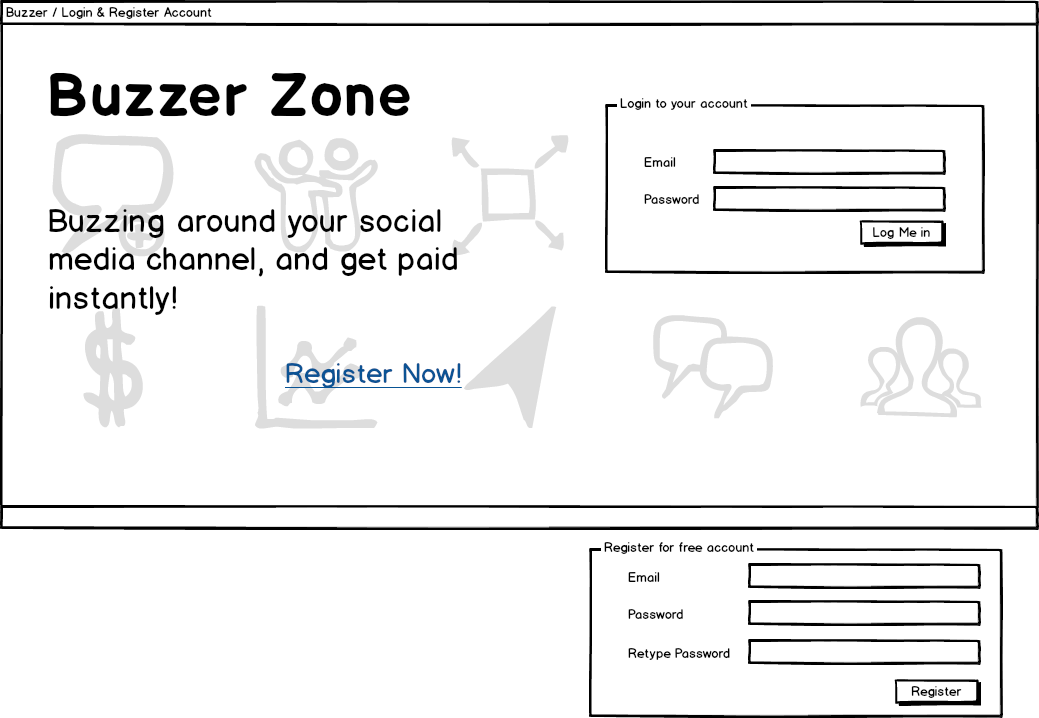 Buzzer / Login & Register Account
Buzzer Zone
Buzzing around your social
media channel, and get paid
instantly!
Register Now!
Login to your account
Email
Password
Log Me in
Register for free account
Email
Password
Retype Password
Register